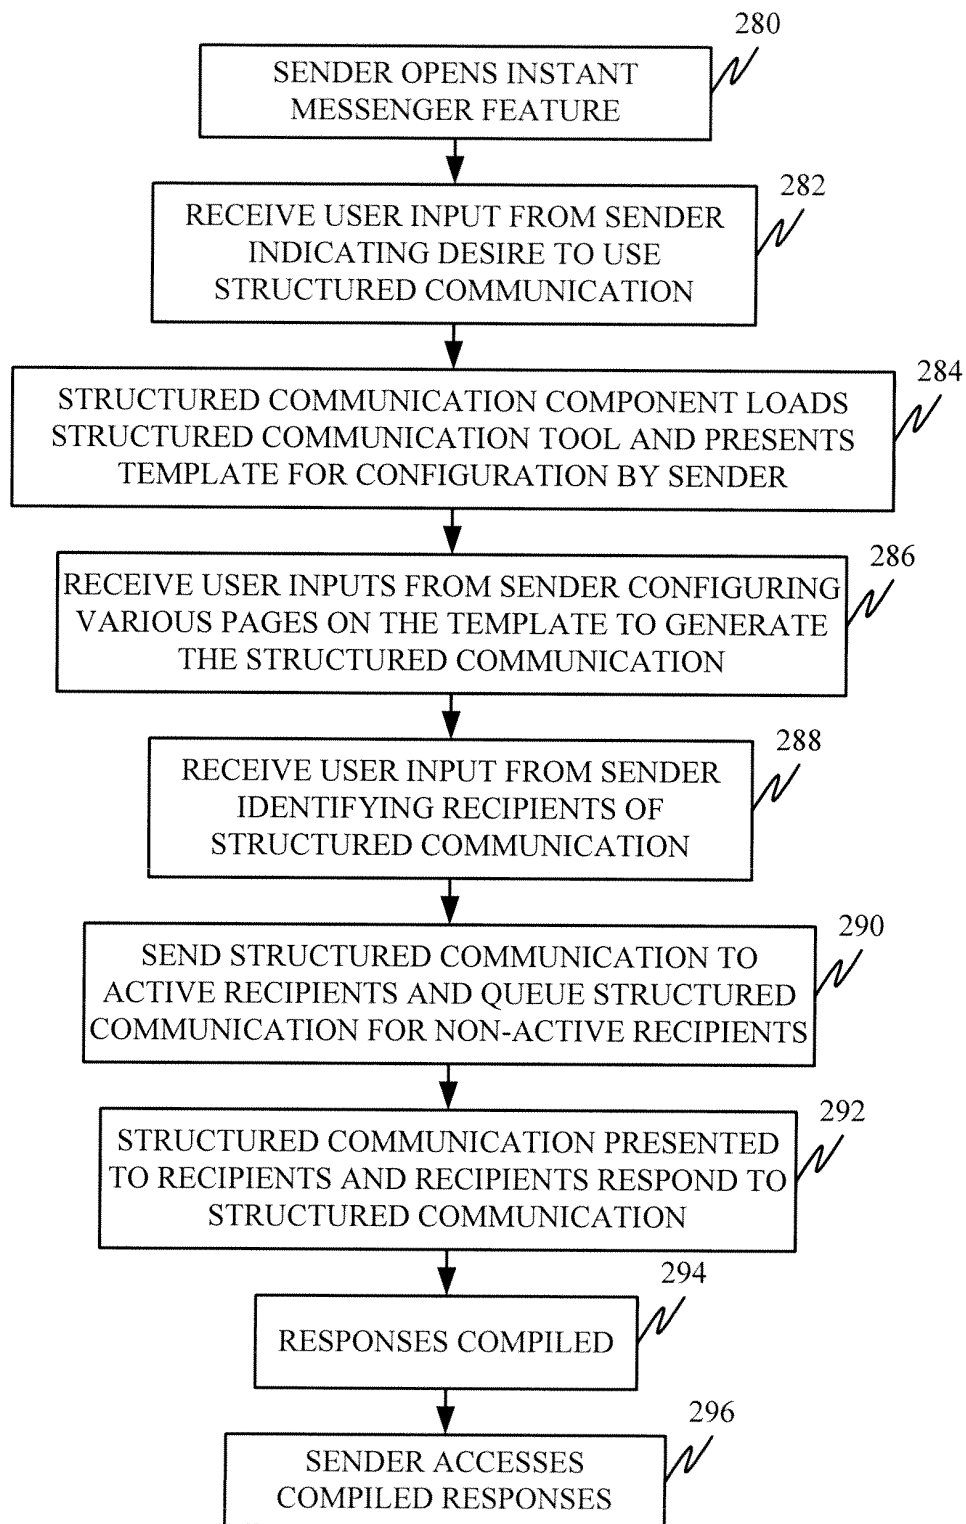 280
SENDER OPENS INSTANT
MESSENGER FEATURE
282
RECEIVE USER INPUT FROM SENDER
INDICATING DESIRE TO USE
STRUCTURED COMMUNICATION
284
STRUCTURED COMMUNICATION COMPONENT LOADS
STRUCTURED COMMUNICATION TOOL AND PRESENTS
TEMPLATE FOR CONFIGURATION BY SENDER
286
RECEIVE USER INPUTS FROM SENDER CONFIGURING
VARIOUS PAGES ON THE TEMPLATE TO GENERATE
THE STRUCTURED COMMUNICATION
288
RECEIVE USER INPUT FROM SENDER
IDENTIFYING RECIPIENTS OF
STRUCTURED COMMUNICATION
290
SEND STRUCTURED COMMUNICATION TO
ACTIVE RECIPIENTS AND QUEUE STRUCTURED
COMMUNICATION FOR NON-ACTIVE RECIPIENTS
292
STRUCTURED COMMUNICATION PRESENTED
TO RECIPIENTS AND RECIPIENTS RESPOND TO
STRUCTURED COMMUNICATION
294
RESPONSES COMPILED
296
SENDER ACCESSES
COMPILED RESPONSES